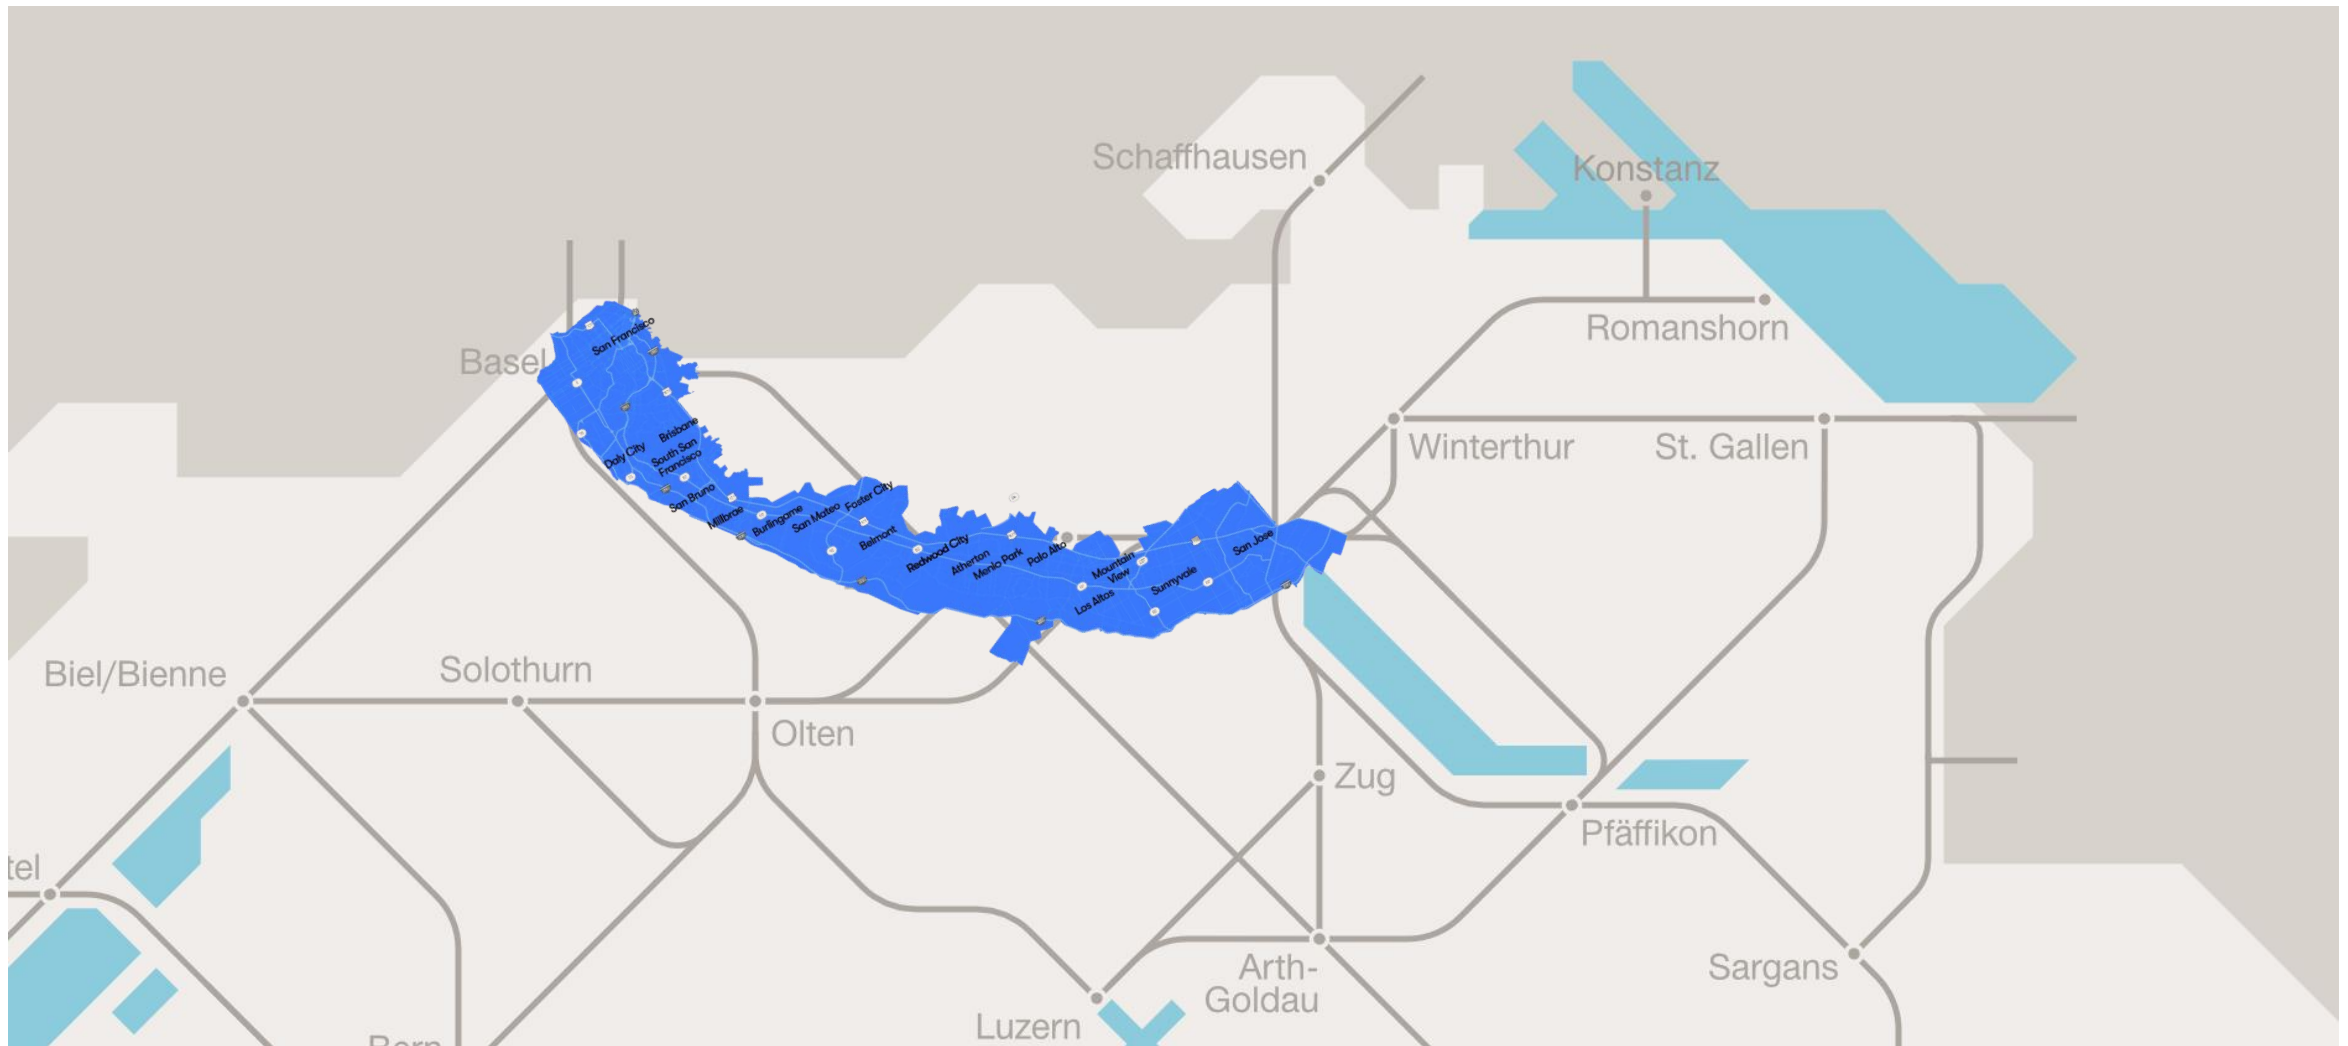 Schaffhausen
Konstanz
San Francisco
Basel
Romanshorn
Brisbane
Daly City
South San
Francisco
Winterthur
St. Gallen
San Bruno
Millbrae
Burlingame
San Mateo
Foster City
Belmont
Redwood City
Atherton
Menlo Park
Palo Alto
Mountain
View
Los Altos
Sunnyvale
San Jose
Biel/Bienne
Solothurn
Olten
Zug
Pfäffikon
tel
Arth-
Goldau
Sargans
Luzern
Bern